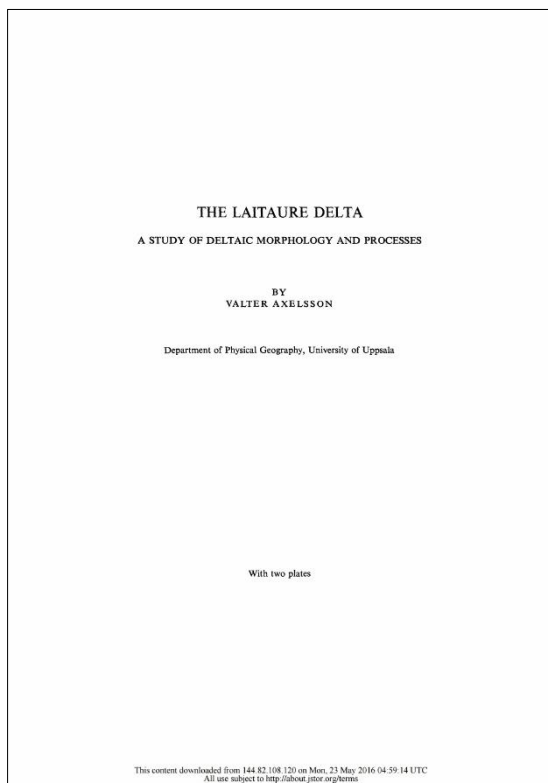 THE LAITAURE DELTA
A STUDY OF DELTAIC MORPHOLOGY AND PROCESSES
BY
VALTER AXELSSON
Department of Physical Geography, University of Uppsala
With two plates
This content downloaded from 144.82.108.120 on Mon, 23 May 2016 04:59:14 UTC
All use subject to http://about.jstor.org/terms